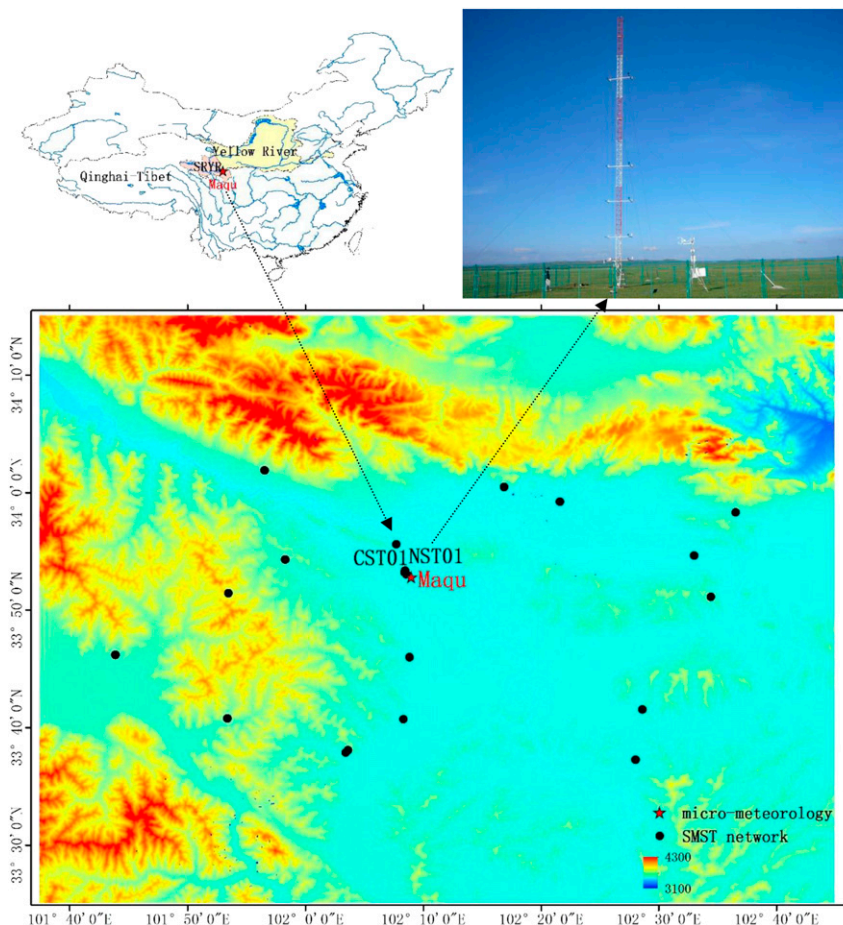 Yellow River
SRYR
Qinghai Tibet
Maqu
34° 10′ 0″N
34° 0′ 0″N
33° 50′ 0″N
33° 40′ 0″N
33° 30′ 0″N
CST01 NST01
Maqu
micro-meteorology
SMST network
4300
3100
101° 40′ 0″E 101° 50′ 0″E 102° 0′ 0″E 102° 10′ 0″E 102° 20′ 0″E 102° 30′ 0″E 102° 40′ 0″E